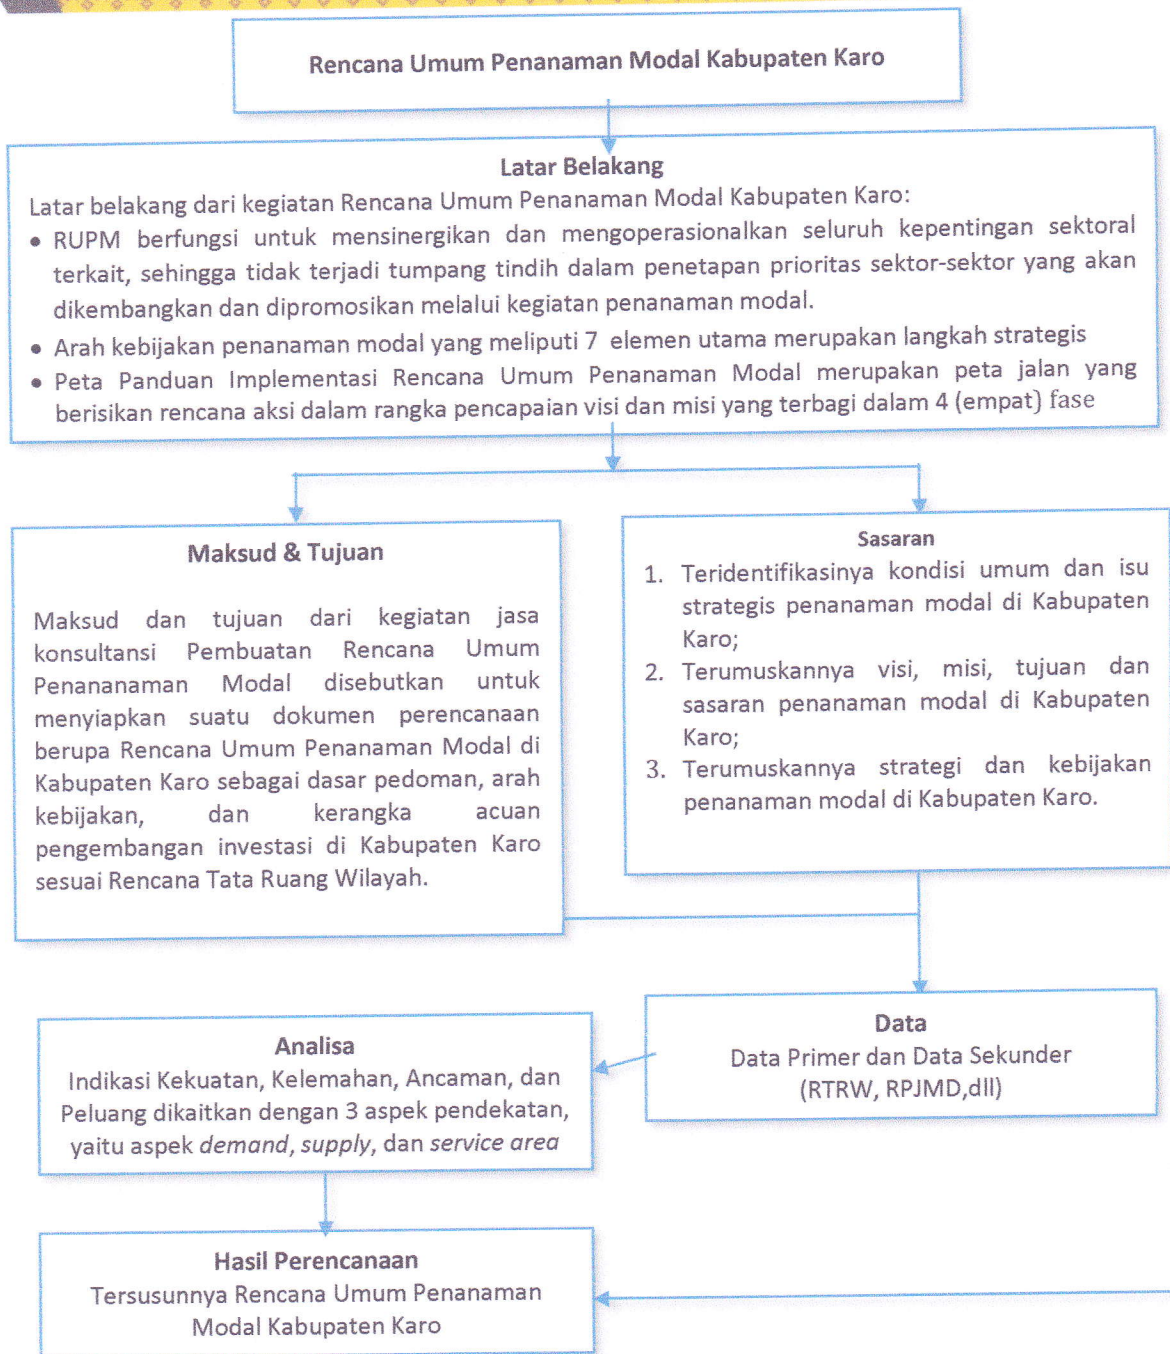 Rencana Umum Penanaman Modal Kabupaten Karo
Latar Belakang
Latar belakang dari kegiatan Rencana Umum Penanaman Modal Kabupaten Karo:
• RUPM berfungsi untuk mensinergikan dan mengoperasionalkan seluruh kepentingan sektoral
terkait, sehingga tidak terjadi tumpang tindih dalam penetapan prioritas sektor-sektor yang akan
dikembangkan dan dipromosikan melalui kegiatan penanaman modal.
• Arah kebijakan penanaman modal yang meliputi 7 elemen utama merupakan langkah strategis
• Peta Panduan Implementasi Rencana Umum Penanaman Modal merupakan peta jalan yang
berisikan rencana aksi dalam rangka pencapaian visi dan misi yang terbagi dalam 4 (empat) fase
Maksud & Tujuan
Maksud dan tujuan dari kegiatan jasa
konsultansi Pembuatan Rencana Umum
Penananaman Modal disebutkan untuk
menyiapkan suatu dokumen perencanaan
berupa Rencana Umum Penanaman Modal di
Kabupaten Karo sebagai dasar pedoman, arah
kebijakan, dan kerangka acuan
pengembangan investasi di Kabupaten Karo
sesuai Rencana Tata Ruang Wilayah.
Sasaran
1. Teridentifikasinya kondisi umum dan isu
strategis penanaman modal di Kabupaten
Karo;
2. Terumuskannya visi, misi, tujuan dan
sasaran penanaman modal di Kabupaten
Karo;
3. Terumuskannya strategi dan kebijakan
penanaman modal di Kabupaten Karo.
Data
Data Primer dan Data Sekunder
(RTRW, RPJMD,dll)
Analisa
Indikasi Kekuatan, Kelemahan, Ancaman, dan
Peluang dikaitkan dengan 3 aspek pendekatan,
yaitu aspek demand, supply, dan service area
Hasil Perencanaan
Tersusunnya Rencana Umum Penanaman
Modal Kabupaten Karo